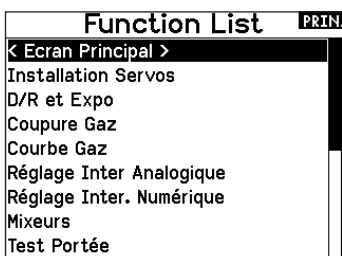 Function List PRIN.
< Ecran Principal >
Installation Servos
D/R et Expo
Coupure Gaz
Courbe Gaz
Réglage Inter Analogique
Réglage Inter. Numérique
Mixeurs
Test Portée